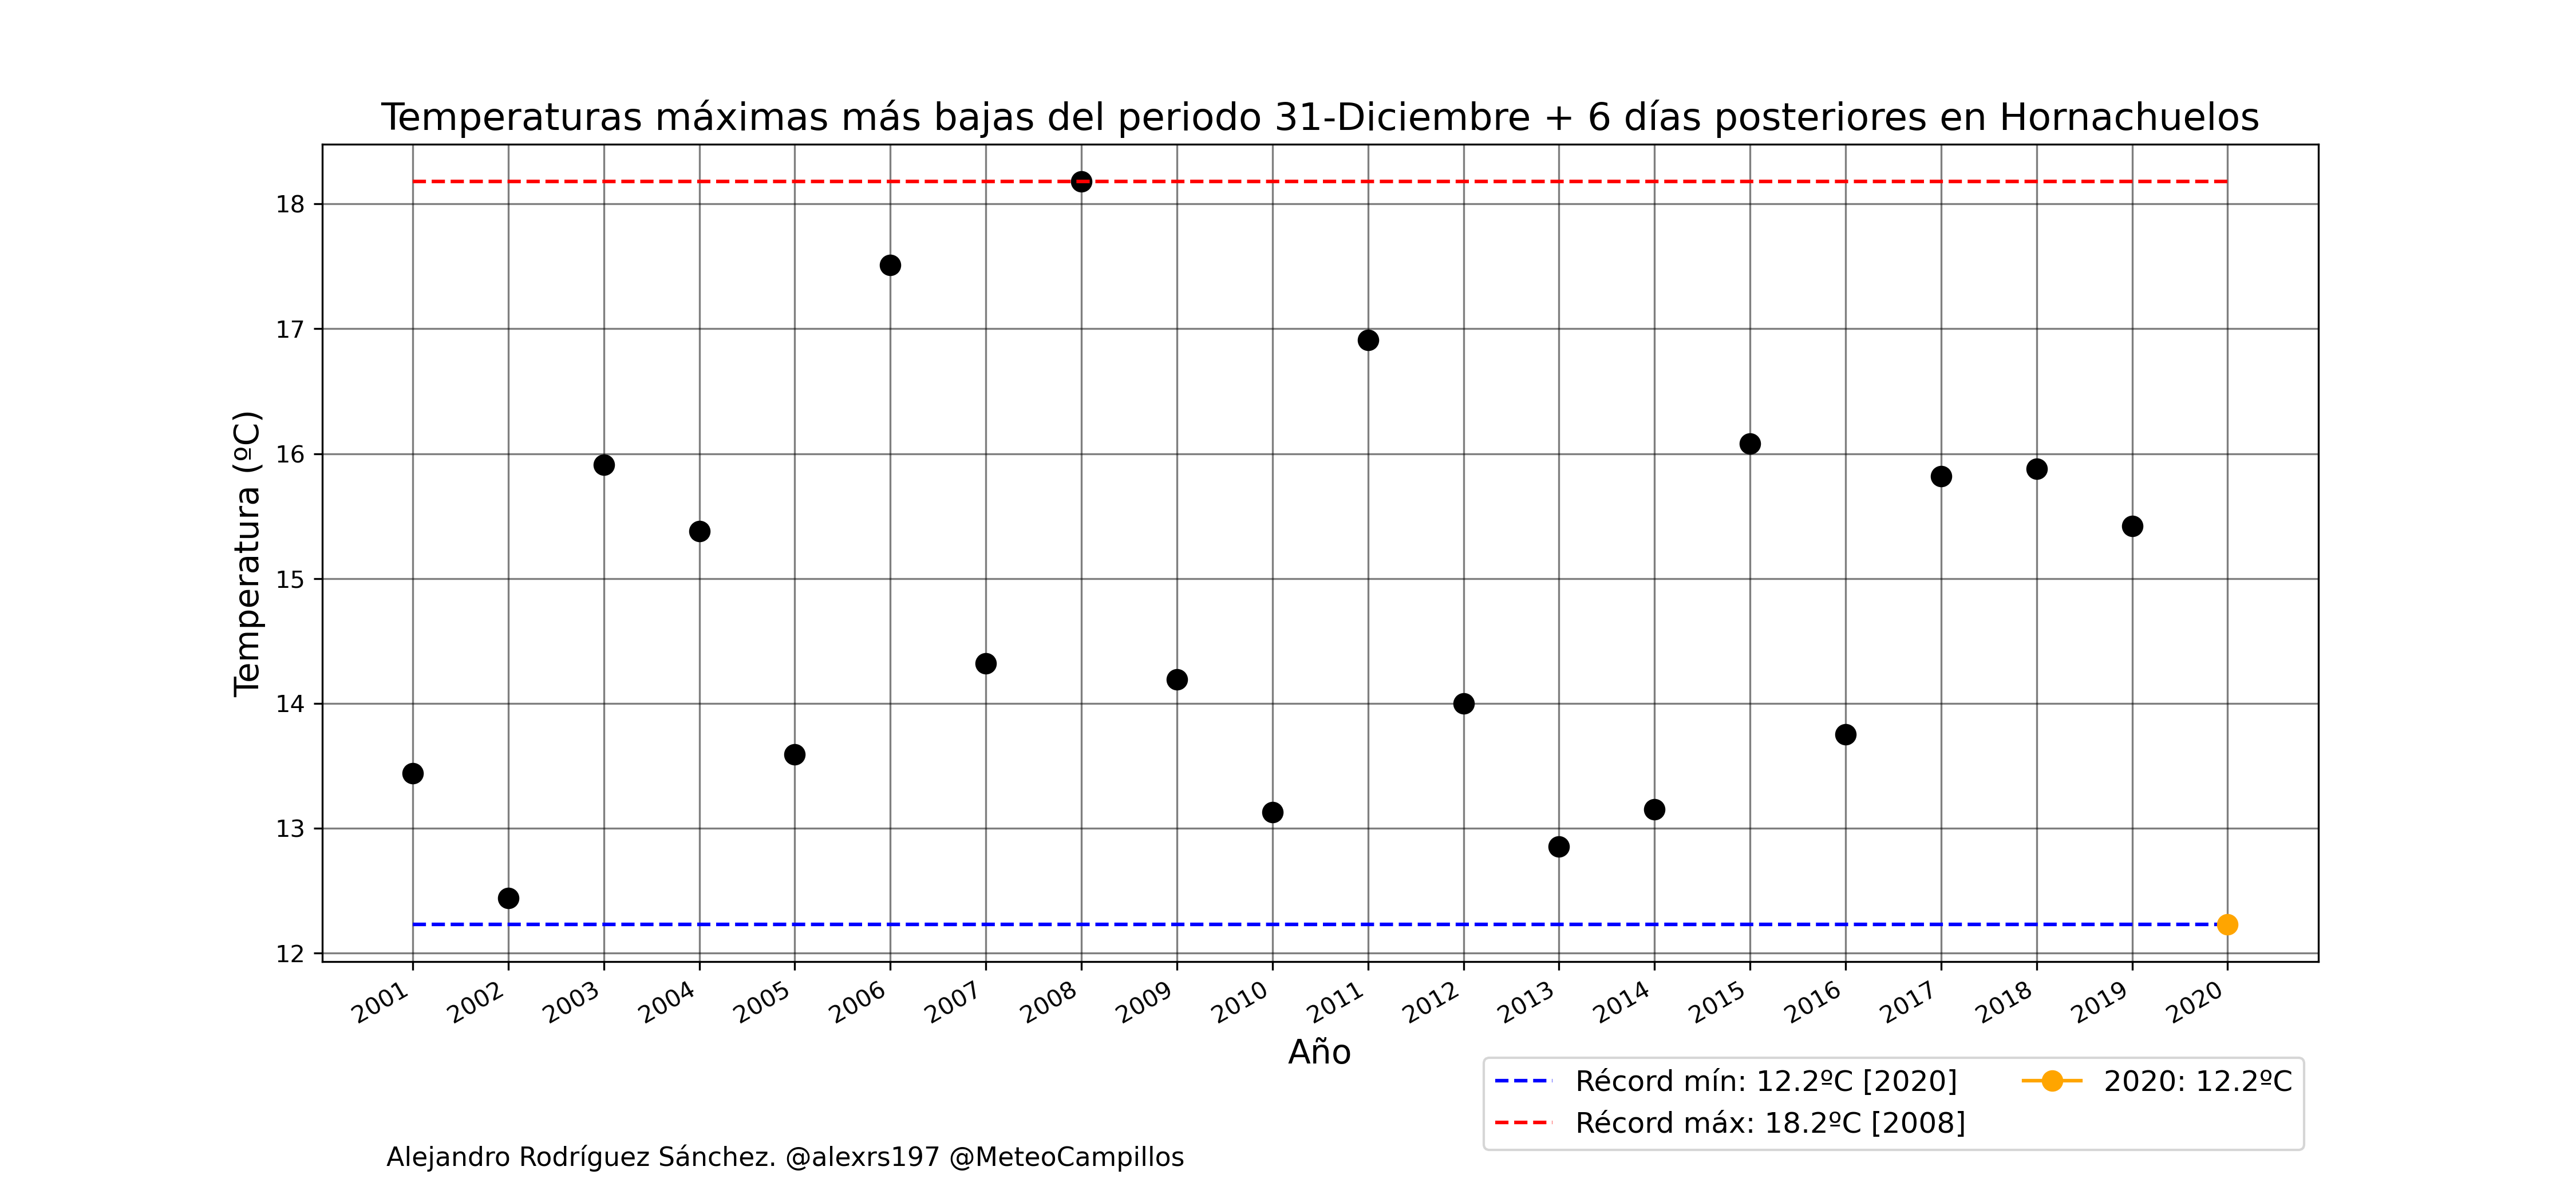 Temperaturas máximas más bajas del periodo 31-Diciembre + 6 días posteriores en Hornachuelos
Temperatura (ºC)
18
17
16
15
14
13
12
2001 2002 2003 2004 2005 2006 2007 2008 2009 2010 2011 2012 2013 2014 2015 2016 2017 2018 2019 2020
Año
Récord mín: 12.2ºC [2020]
Récord máx: 18.2ºC [2008]
2020: 12.2ºC
Alejandro Rodríguez Sánchez. @alexrs197 @MeteoCampillos